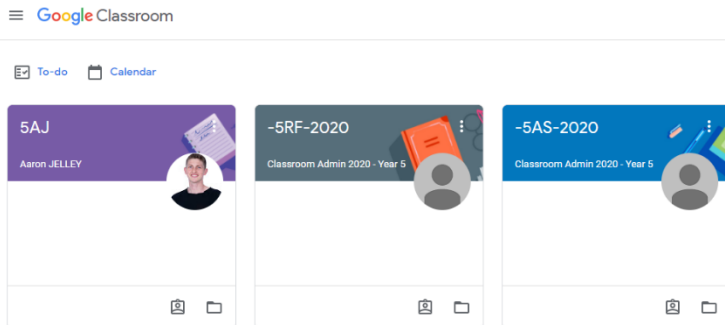 Google Classroom
To-do
Calendar
5AJ
Aaron JELLEY
-5RF-2020
Classroom Admin 2020 - Year 5
-5AS-2020
Classroom Admin 2020 - Year 5